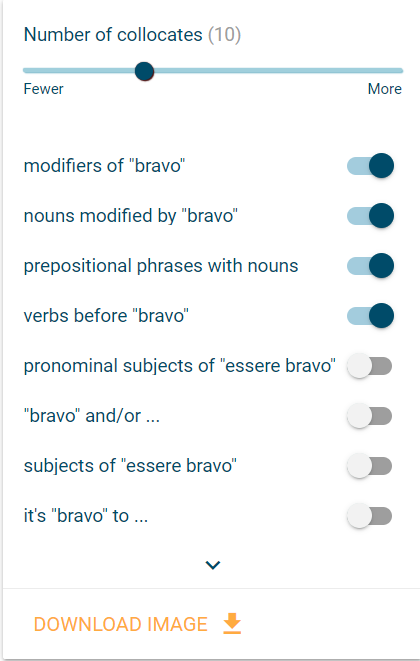 Number of collocates (10)
Fewer More
modifiers of "bravo"
nouns modified by "bravo"
prepositional phrases with nouns
verbs before "bravo"
pronominal subjects of "essere bravo"
"bravo" and/or ...
subjects of "essere bravo"
it's "bravo" to ...
DOWNLOAD IMAGE